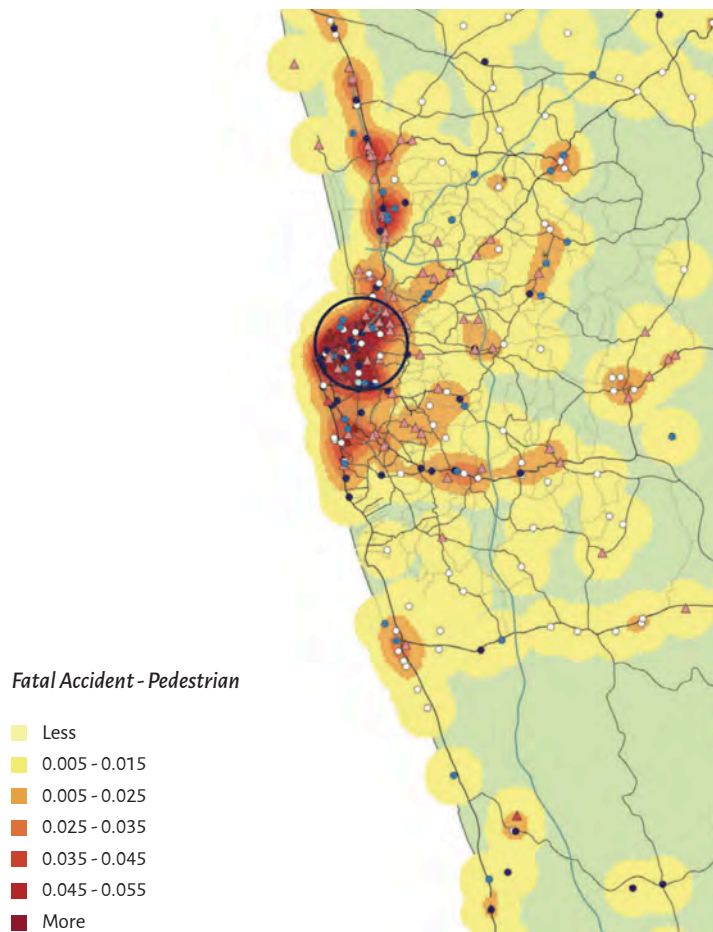 Fatal Accident - Pedestrian
Less
0.005 - 0.015
0.005 - 0.025
0.025 - 0.035
0.035 - 0.045
0.045 - 0.055
More